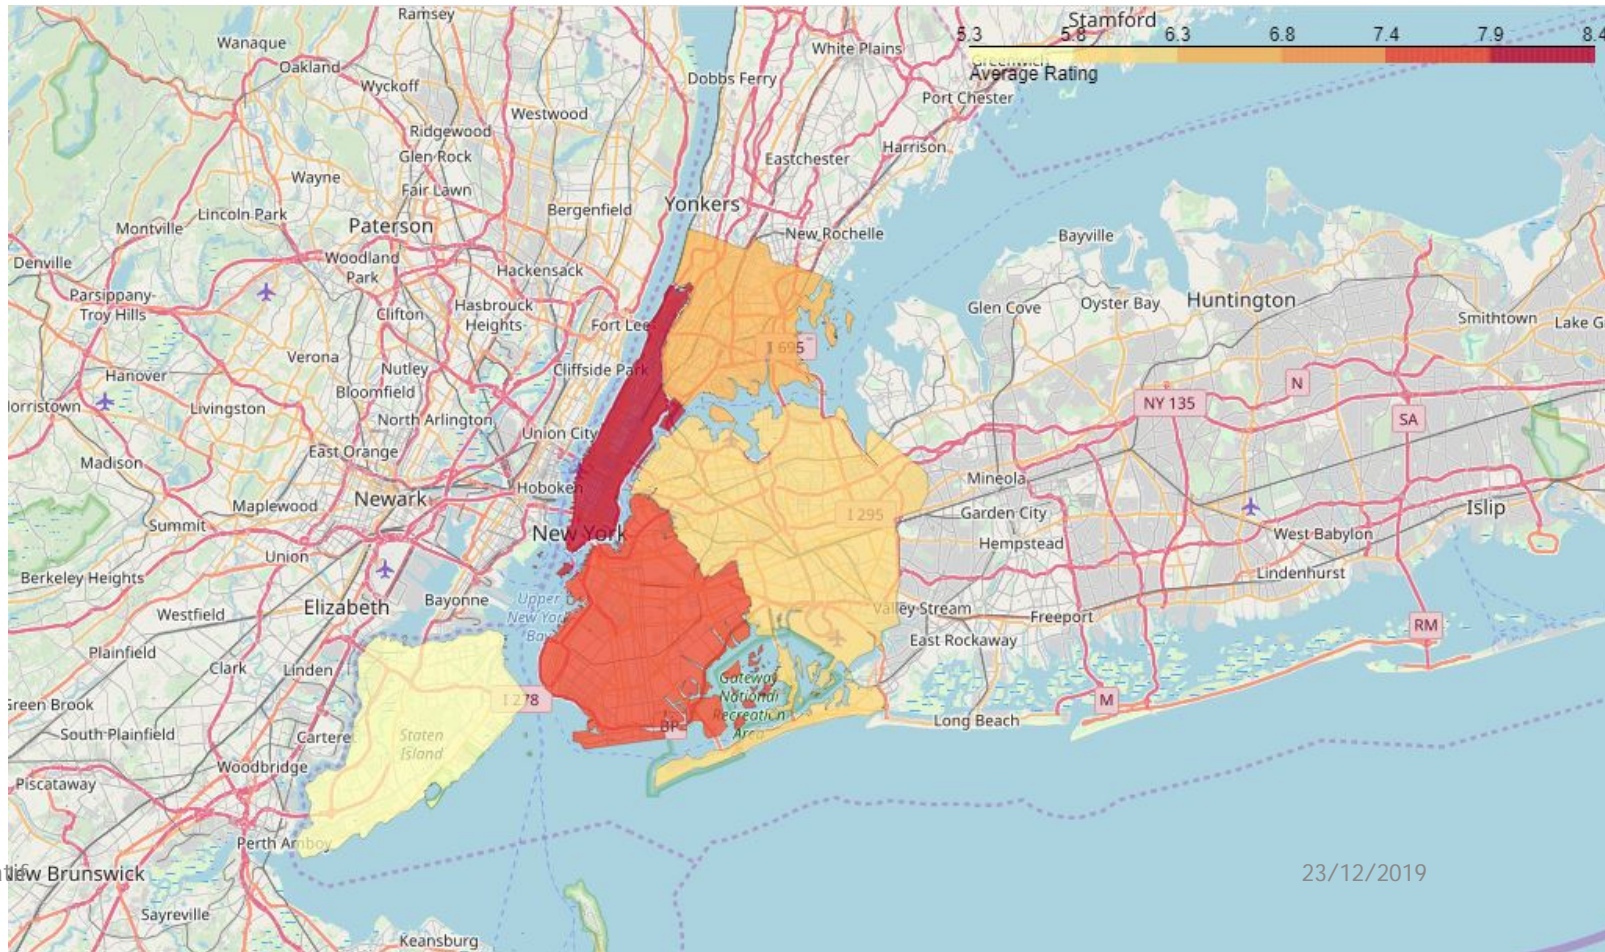 Ramsey
Stamford
5.3 5.8 6.3 6.8 7.4 7.9 8.4
Greenwich
Average Rating
Wanaque
White Plains
Oakland
Dobbs Ferry
Wyckoff
Port Chester
Westwood
Ridgewood
Harrison
Glen Rock
Eastchester
Wayne
Fair Lawn
Lincoln Park
Bergenfield
Yonkers
Montville
Paterson
New Rochelle
Bayville
Denville
Woodland
Park
Hackensack
Parsippany-
Troy Hills
Hasbrouck
Heights
Glen Cove
Oyster Bay
Huntington
Clifton
Fort Lee
Smithtown
Lake G
I 695
Verona
Nutley
Cliffside Park
Hanover
Bloomfield
N
NY 135
orristown
Livingston
North Arlington
SA
Union City
East Orange
Madison
Mineola
Newark
Hoboken
Maplewood
I 295
Garden City
Islip
Summit
New York
West Babylon
Hempstead
Union
Lindenhurst
Berkeley Heights
Elizabeth
Bayonne
Upper
New York
Bay
Westfield
Valley Stream
Freeport
RM
East Rockaway
Plainfield
Clark
Linden
Gateway
National
Recreation
Area
I 278
M
Green Brook
Long Beach
South Plainfield
Cartere
Staten
Island
BP
Woodbridge
Piscataway
Perth Amboy
New Brunswick
23/12/2019
Sayreville
Keansburg